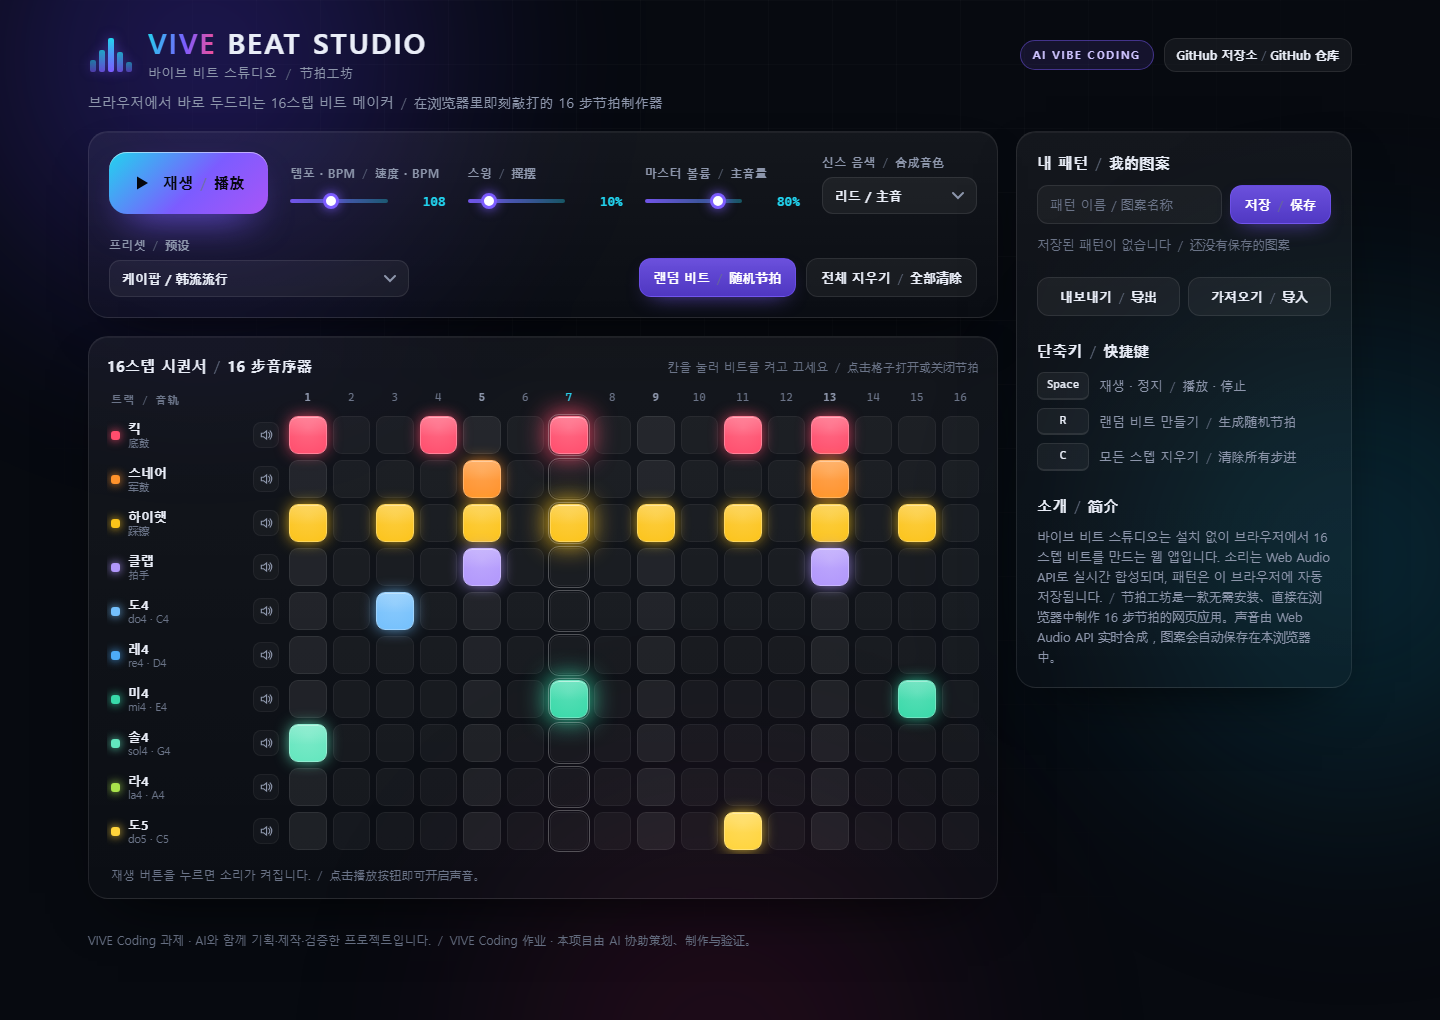 VIVE BEAT STUDIO
바이브 비트 스튜디오 / 节拍工坊
브라우저에서 바로 두드리는 16스텝 비트 메이커 / 在浏览器里即刻敲打的 16 步节拍制作器
AI VIBE CODING
GitHub 저장소 / GitHub 仓库
재생 / 播放
템포 · BPM / 速度 · BPM
108
스윙 / 摇摆
10%
마스터 볼륨 / 主音量
80%
신스 음색 / 合成音色
리드 / 主音
프리셋 / 预设
케이팝 / 韩流流行
랜덤 비트 / 随机节拍
전체 지우기 / 全部清除
16스텝 시퀀서 / 16 步音序器
칸을 눌러 비트를 켜고 끄세요 / 点击格子打开或关闭节拍
트랙 / 音轨
1 2 3 4 5 6 7 8 9 10 11 12 13 14 15 16
킥
底鼓
스네어
军鼓
하이햇
踩镲
클랩
拍手
도4
do4 · C4
레4
re4 · D4
미4
mi4 · E4
솔4
sol4 · G4
라4
la4 · A4
도5
do5 · C5
재생 버튼을 누르면 소리가 켜집니다. / 点击播放按钮即可开启声音。
내 패턴 / 我的图案
패턴 이름 / 图案名称
저장 / 保存
저장된 패턴이 없습니다 / 还没有保存的图案
내보내기 / 导出
가져오기 / 导入
단축키 / 快捷键
Space 재생 · 정지 / 播放 · 停止
R 랜덤 비트 만들기 / 生成随机节拍
C 모든 스텝 지우기 / 清除所有步进
소개 / 简介
바이브 비트 스튜디오는 설치 없이 브라우저에서 16
스텝 비트를 만드는 웹 앱입니다. 소리는 Web Audio
API로 실시간 합성되며, 패턴은 이 브라우저에 자동
저장됩니다. / 节拍工坊是一款无需安装、直接在浏
览器中制作 16 步节拍的网页应用。声音由 Web
Audio API 实时合成，图案会自动保存在本浏览器
中。
VIVE Coding 과제 · AI와 함께 기획·제작·검증한 프로젝트입니다. / VIVE Coding 作业 · 本项目由 AI 协助策划、制作与验证。